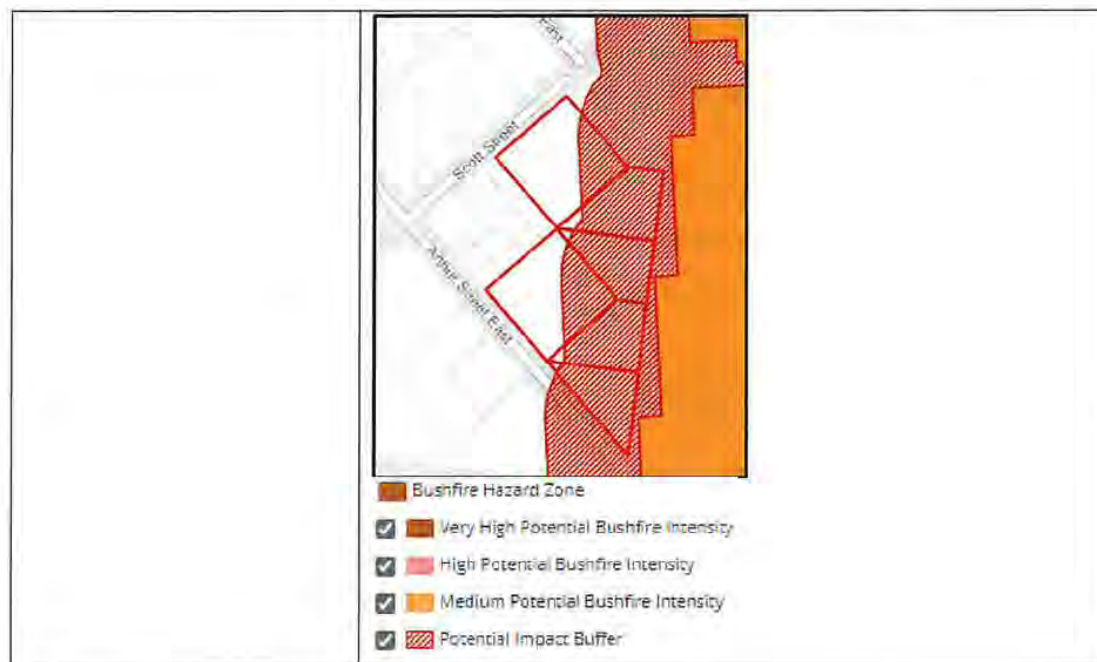 East
Scott Street
Arthur Street East
Bushfire Hazard Zone
Very High Potential Bushfire Intensity
High Potential Bushfire Intensity
Medium Potential Bushfire Intensity
Potential Impact Buffer